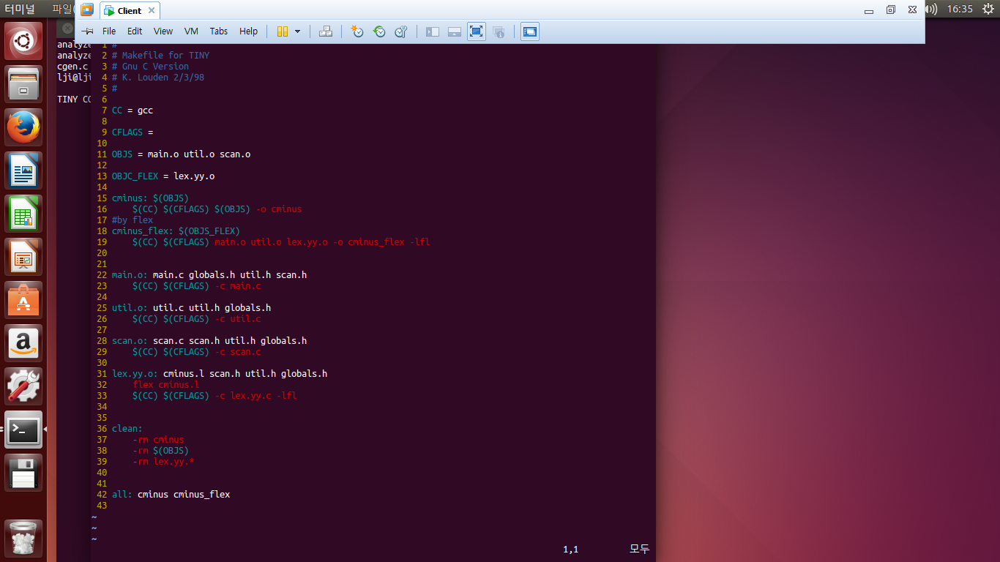 터미널 파일( Client 16:35
File Edit View VM Tabs Help
analyze
analyze
cgen.c
lji@lji
TINY CO
1 #
2 # Makefile for TINY
3 # Gnu C Version
4 # K. Louden 2/3/98
5 #
6
7 CC = gcc
8
9 CFLAGS =
10
11 OBJS = main.o util.o scan.o
12
13 OBJC_FLEX = lex.yy.o
14
15 cminus: $(OBJS)
16 $(CC) $(CFLAGS) $(OBJS) -o cminus
17 #by flex
18 cminus_flex: $(OBJS_FLEX)
19 $(CC) $(CFLAGS) main.o util.o lex.yy.o -o cminus_flex -lfl
20
21
22 main.o: main.c globals.h util.h scan.h
23 $(CC) $(CFLAGS) -c main.c
24
25 util.o: util.c util.h globals.h
26 $(CC) $(CFLAGS) -c util.c
27
28 scan.o: scan.c scan.h util.h globals.h
29 $(CC) $(CFLAGS) -c scan.c
30
31 lex.yy.o: cminus.l scan.h util.h globals.h
32 flex cminus.l
33 $(CC) $(CFLAGS) -c lex.yy.c -lfl
34
35
36 clean:
37 -rm cminus
38 -rm $(OBJS)
39 -rm lex.yy.*
40
41
42 all: cminus cminus_flex
43
~
~
~
1,1 모두